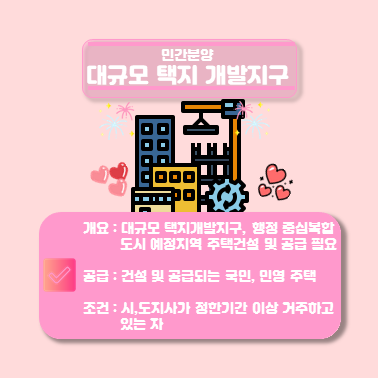 민간분양
대규모 택지 개발지구
개요 : 대규모 택지개발지구, 행정 중심복합
도시 예정지역 주택건설 및 공급 필요
공급 : 건설 및 공급되는 국민, 민영 주택
조건 : 시,도지사가 정한기간 이상 거주하고
있는 자